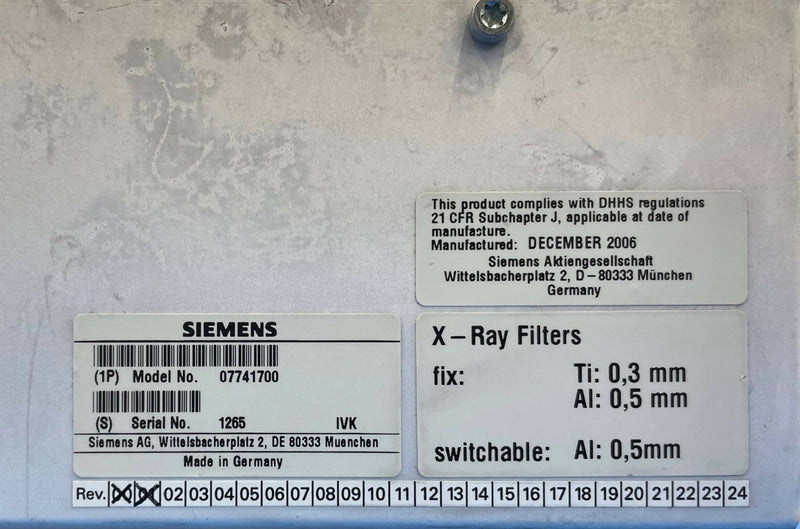 This product complies with DHHS regulations
21 CFR Subchapter J, applicable at date of
manufacture.
Manufactured: DECEMBER 2006
Siemens Aktiengesellschaft
Wittelsbacherplatz 2, D-80333 München
Germany
SIEMENS
(1P) Model No. 07741700
(S) Serial No. 1265 IVK
Siemens AG, Wittelsbacherplatz 2, DE 80333 Muenchen
Made in Germany
X-Ray Filters
fix: Ti: 0,3 mm
Al: 0,5 mm
switchable: Al: 0,5mm
Rev. 02 03 04 05 06 07 08 09 10 11 12 13 14 15 16 17 18 19 20 21 22 23 24